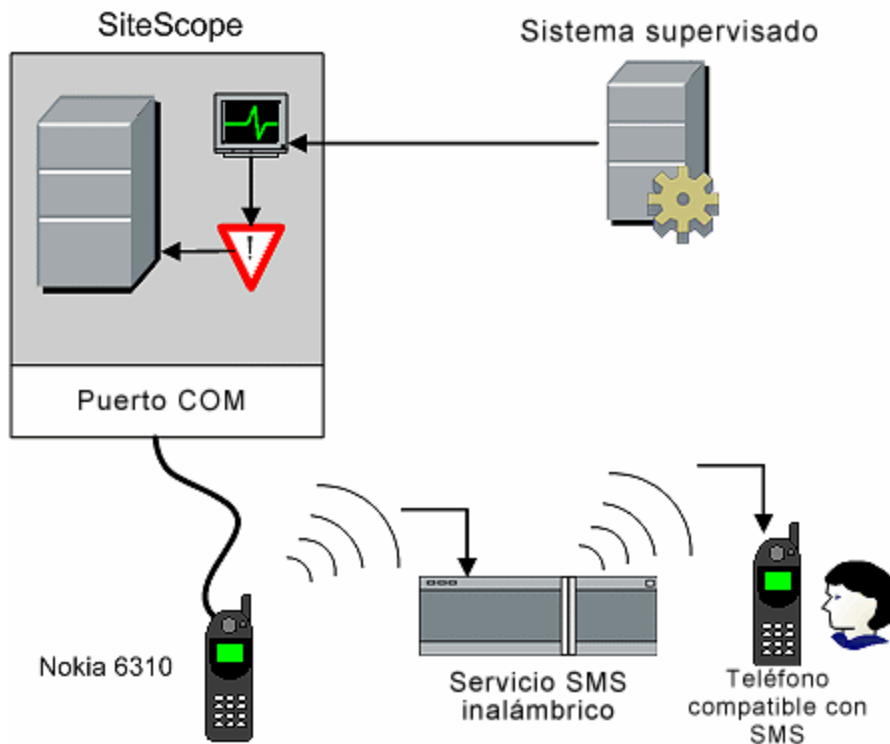 SiteScope
Sistema supervisado
!
Puerto COM
Nokia 6310
Servicio SMS
inalámbrico
Teléfono
compatible con
SMS